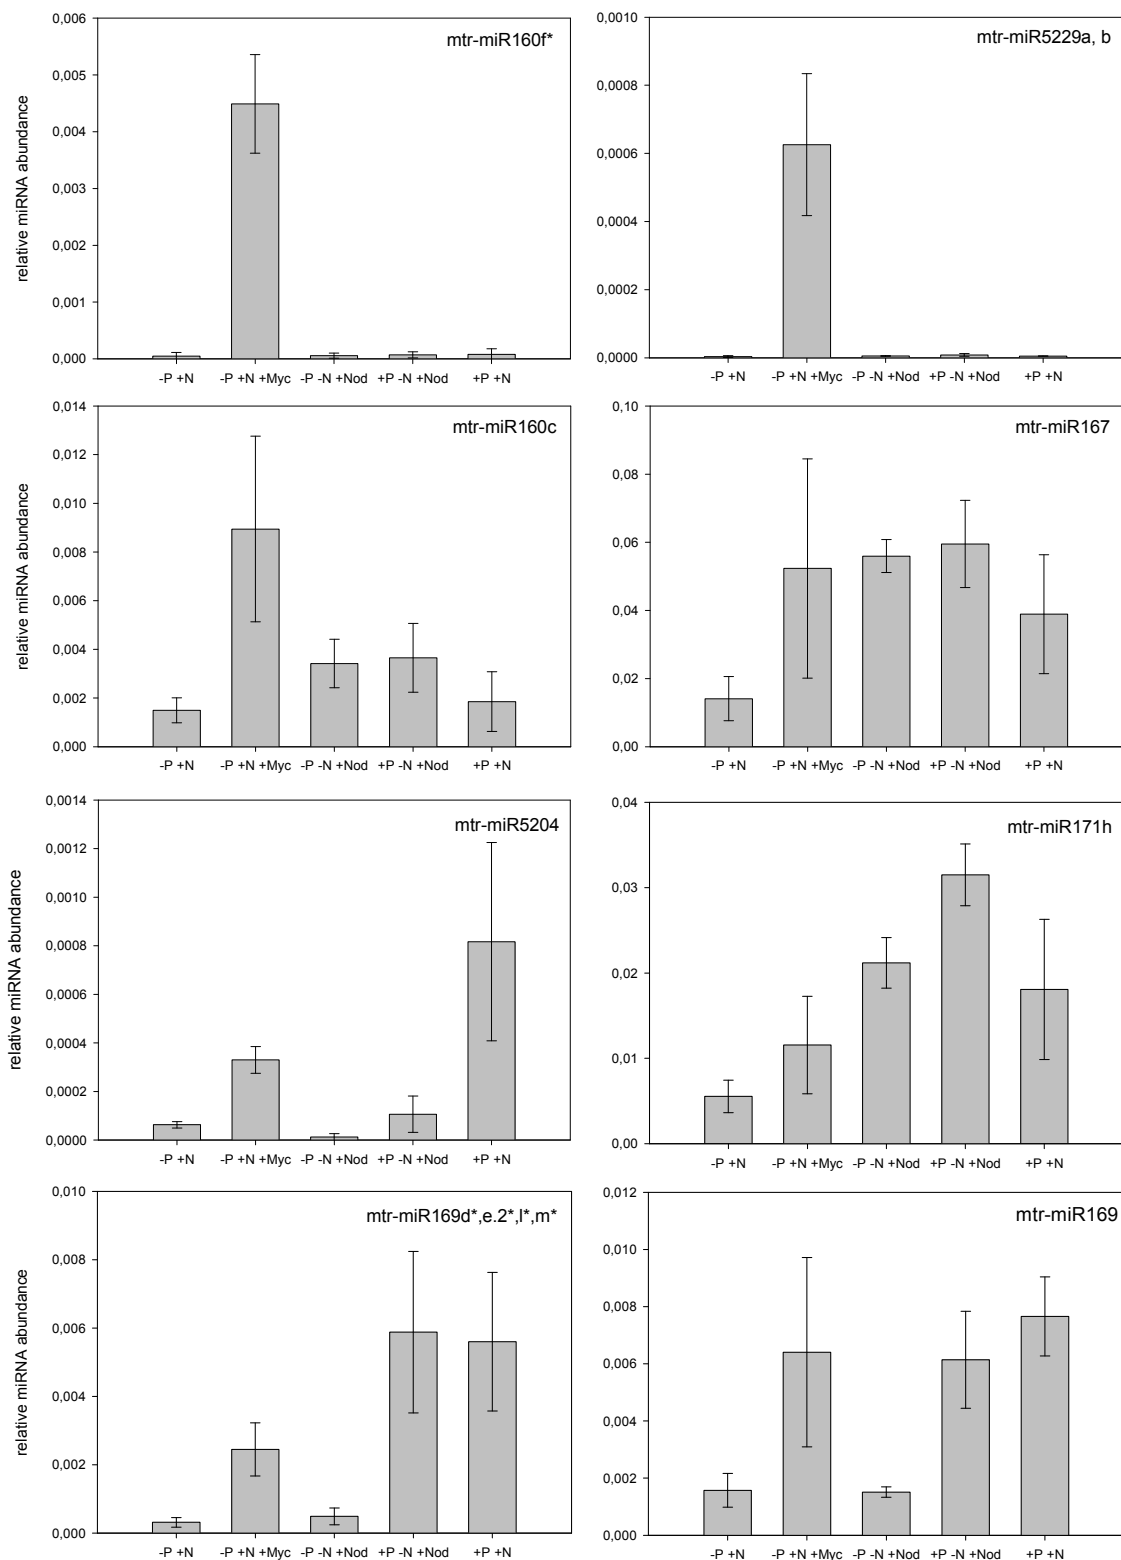 mtr-miR160f*
relative miRNA abundance
0,006
0,005
0,004
0,003
0,002
0,001
0,000
-P +N
-P +N +Myc
-P -N +Nod
+P -N +Nod
+P +N
mtr-miR5229a, b
0,0010
0,0008
0,0006
0,0004
0,0002
0,0000
-P +N
-P +N +Myc
-P -N +Nod
+P -N +Nod
+P +N
mtr-miR160c
relative miRNA abundance
0,014
0,012
0,010
0,008
0,006
0,004
0,002
0,000
-P +N
-P +N +Myc
-P -N +Nod
+P -N +Nod
+P +N
mtr-miR167
0,10
0,08
0,06
0,04
0,02
0,00
-P +N
-P +N +Myc
-P -N +Nod
+P -N +Nod
+P +N
mtr-miR5204
relative miRNA abundance
0,0014
0,0012
0,0010
0,0008
0,0006
0,0004
0,0002
0,0000
-P +N
-P +N +Myc
-P -N +Nod
+P -N +Nod
+P +N
mtr-miR171h
0,04
0,03
0,02
0,01
0,00
-P +N
-P +N +Myc
-P -N +Nod
+P -N +Nod
+P +N
mtr-miR169d*,e.2*,l*,m*
relative miRNA abundance
0,010
0,008
0,006
0,004
0,002
0,000
-P +N
-P +N +Myc
-P -N +Nod
+P -N +Nod
+P +N
mtr-miR169
0,012
0,010
0,008
0,006
0,004
0,002
0,000
-P +N
-P +N +Myc
-P -N +Nod
+P -N +Nod
+P +N